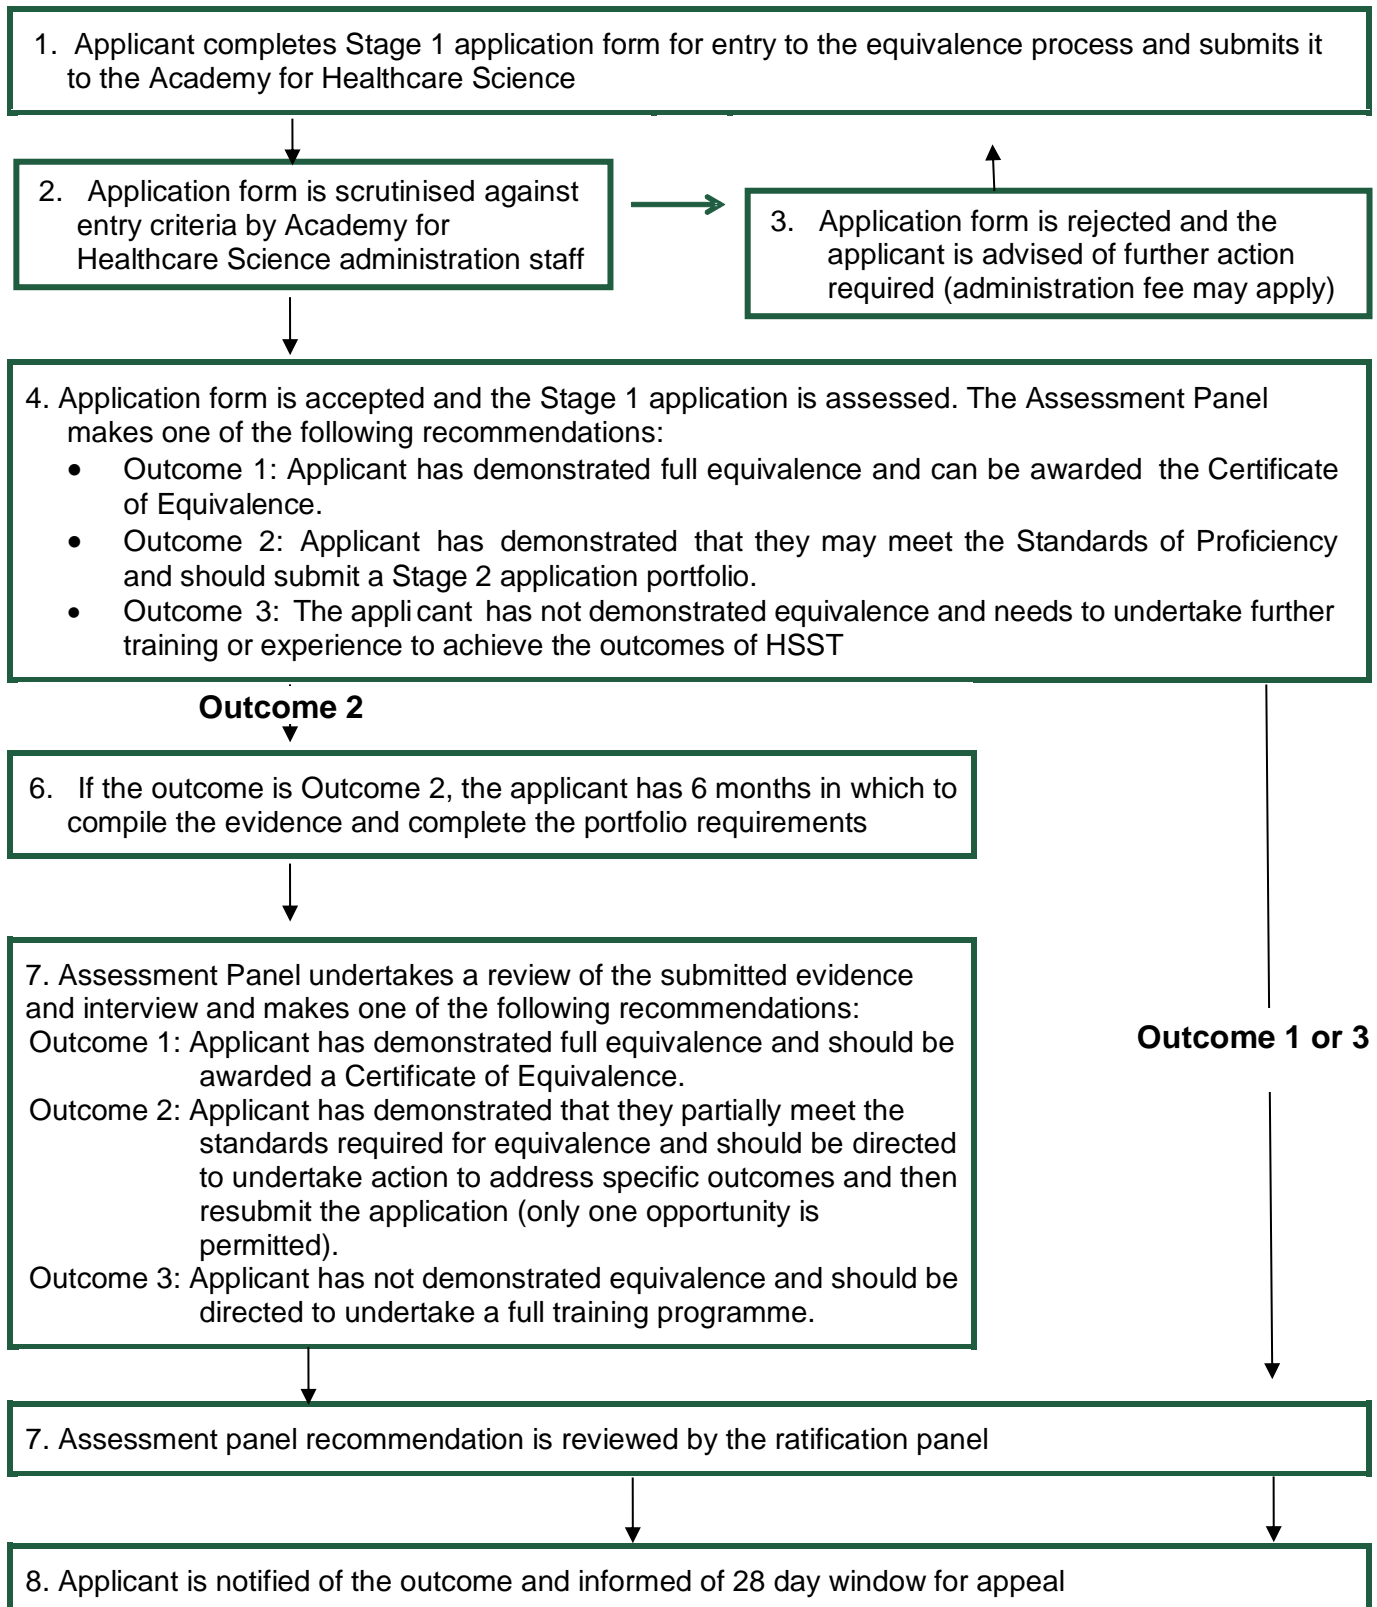 1. Applicant completes Stage 1 application form for entry to the equivalence process and submits it
to the Academy for Healthcare Science
2. Application form is scrutinised against
entry criteria by Academy for
Healthcare Science administration staff
3. Application form is rejected and the
applicant is advised of further action
required (administration fee may apply)
4. Application form is accepted and the Stage 1 application is assessed. The Assessment Panel
makes one of the following recommendations:
• Outcome 1: Applicant has demonstrated full equivalence and can be awarded the Certificate
of Equivalence.
• Outcome 2: Applicant has demonstrated that they may meet the Standards of Proficiency
and should submit a Stage 2 application portfolio.
• Outcome 3: The applicant has not demonstrated equivalence and needs to undertake further
training or experience to achieve the outcomes of HSST
Outcome 2
6. If the outcome is Outcome 2, the applicant has 6 months in which to
compile the evidence and complete the portfolio requirements
7. Assessment Panel undertakes a review of the submitted evidence
and interview and makes one of the following recommendations:
Outcome 1: Applicant has demonstrated full equivalence and should be
awarded a Certificate of Equivalence.
Outcome 2: Applicant has demonstrated that they partially meet the
standards required for equivalence and should be directed
to undertake action to address specific outcomes and then
resubmit the application (only one opportunity is
permitted).
Outcome 3: Applicant has not demonstrated equivalence and should be
directed to undertake a full training programme.
Outcome 1 or 3
7. Assessment panel recommendation is reviewed by the ratification panel
8. Applicant is notified of the outcome and informed of 28 day window for appeal